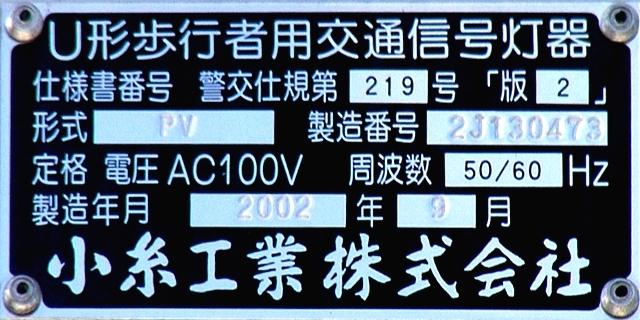 U形歩行者用交通信号灯器
仕様書番号 警交仕規第 219 号 「版 2 」
形式 PV 製造番号 2J130473
定格 電圧 AC100V 周波数 50/60 Hz
製造年月 2002 年 9 月
小糸工業株式会社